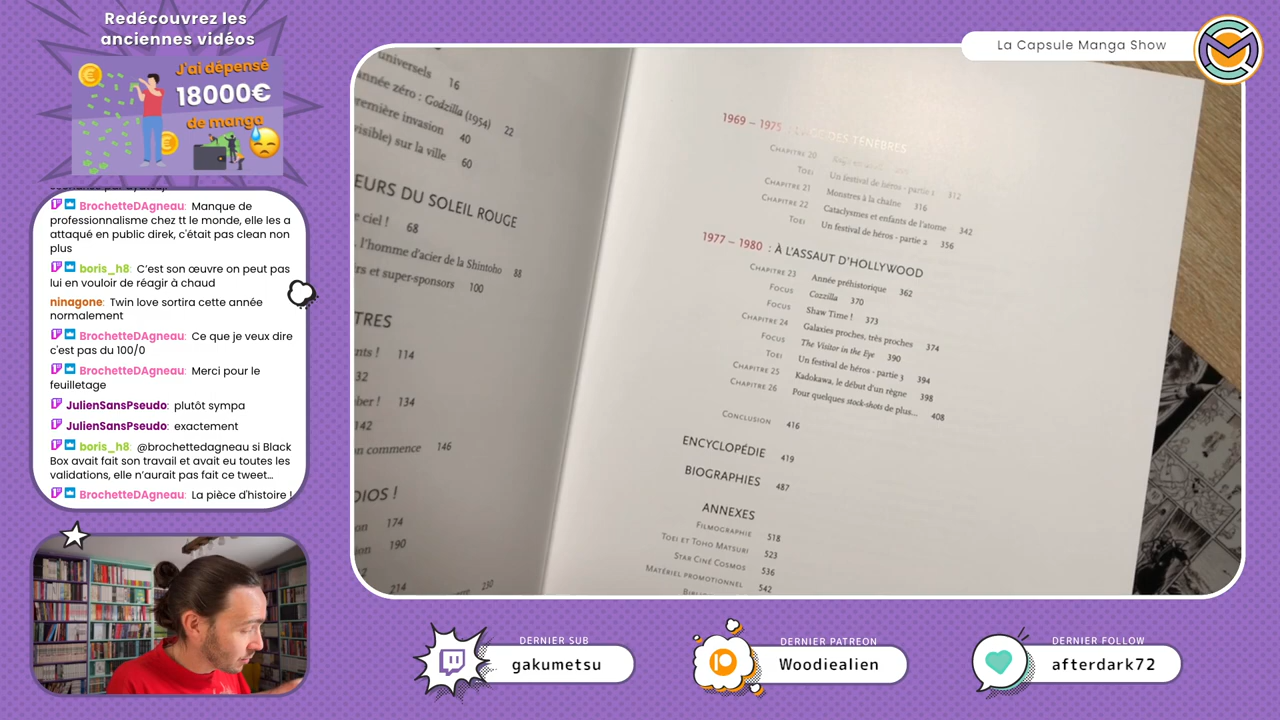 Redécouvrez les
anciennes vidéos
J'ai dépensé
18000€
de manga
BrochetteDAgneau: Manque de
professionnalisme chez tt le monde, elle les a
attaqué en public direk, c'était pas clean non
plus
boris_h8: C'est son œuvre on peut pas
lui en vouloir de réagir à chaud
ninagone: Twin love sortira cette année
normalement
BrochetteDAgneau: Ce que je veux dire
c'est pas du 100/0
BrochetteDAgneau: Merci pour le
feuilletage
JulienSansPseudo: plutôt sympa
JulienSansPseudo: exactement
boris_h8: @brochettedagneau si Black
Box avait fait son travail et avait eu toutes les
validations, elle n'aurait pas fait ce tweet…
BrochetteDAgneau: La pièce d'histoire !
La Capsule Manga Show
universels 16
année zéro : Godzilla (1954) 22
première invasion 40
visible) sur la ville 60
EURS DU SOLEIL ROUGE
ce ciel ! 68
, l'homme d'acier de la Shintoho 88
irs et super-sponsors 100
TRES
nts ! 114
32
ber ! 134
142
on commence 146
DIOS !
on 174
on 190
214 230
1969 – 1975 DES TÉNÈBRES
Chapitre 20
Toei Un festival de héros - partie 1 312
Chapitre 21 Monstres à la chaîne 316
Chapitre 22 Cataclysmes et enfants de l'atome 342
Toei Un festival de héros - partie 2 356
1977 – 1980 : À L'ASSAUT D'HOLLYWOOD
Chapitre 23 Année préhistorique 362
Focus Cozzilla 370
Focus Shaw Time ! 373
Chapitre 24 Galaxies proches, très proches 374
Focus The Visitor in the Eye 390
Toei Un festival de héros - partie 3 394
Chapitre 25 Kadokawa, le début d'un règne 398
Chapitre 26 Pour quelques stock-shots de plus... 408
Conclusion 416
ENCYCLOPÉDIE 419
BIOGRAPHIES 487
ANNEXES
Filmographie 518
Toei et Toho Matsuri 523
Star Ciné Cosmos 536
Matériel promotionnel 542
DERNIER SUB
gakumetsu
DERNIER PATREON
Woodiealien
DERNIER FOLLOW
afterdark72